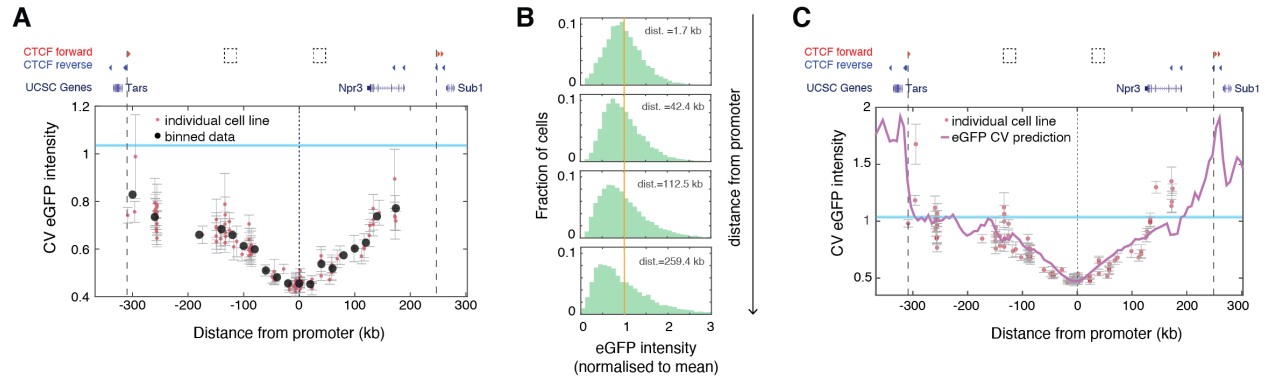 A
CTCF forward
CTCF reverse
UCSC Genes
Tars
Npr3
Sub1
1.2
1
0.8
0.6
0.4
CV eGFP intensity
individual cell line
binned data
-300
-200
-100
0
100
200
300
Distance from promoter (kb)
B
0.1
0
dist. =1.7 kb
0.1
0
dist. =42.4 kb
0.1
0
dist.=112.5 kb
0.1
0
dist.=259.4 kb
Fraction of cells
distance from promoter
0
1
2
3
eGFP intensity
(normalised to mean)
C
CTCF forward
CTCF reverse
UCSC Genes
Tars
Npr3
Sub1
2
1.5
1
0.5
CV eGFP intensity
individual cell line
eGFP CV prediction
-300
-200
-100
0
100
200
300
Distance from promoter (kb)